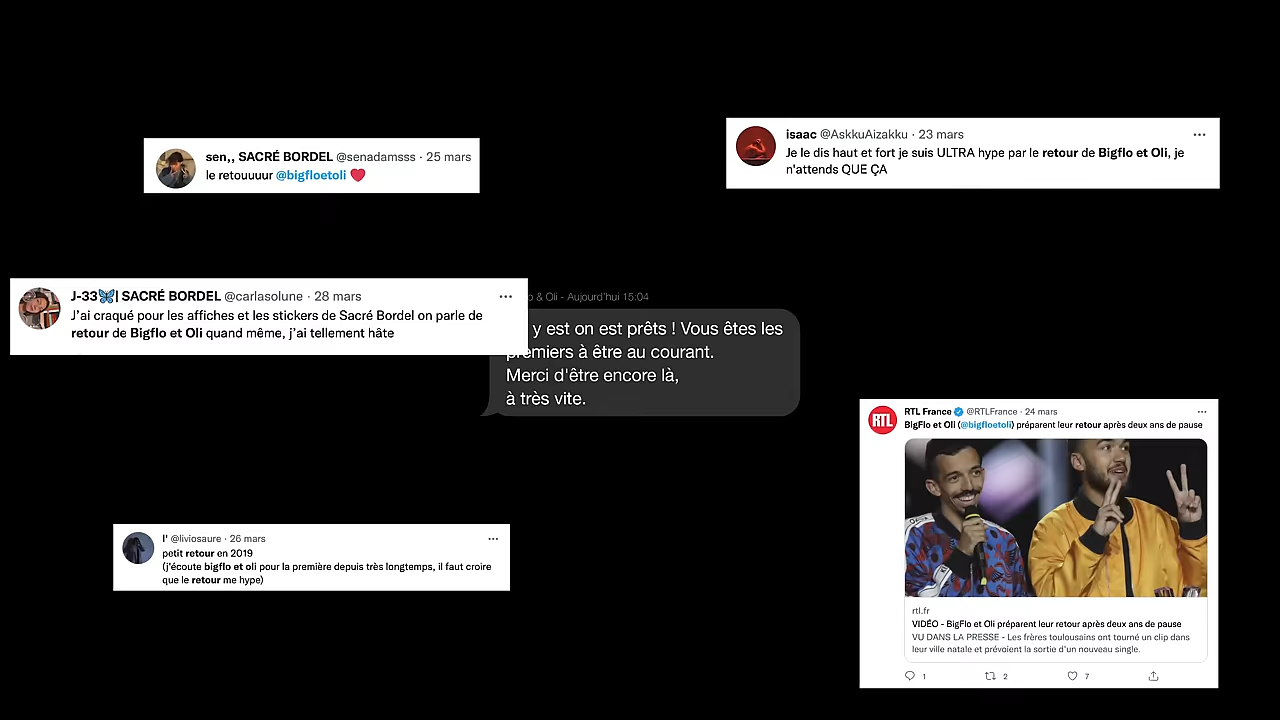 sen,, SACRÉ BORDEL @senadamsss · 25 mars
le retouuuur @bigfloetoli ❤️
isaac @AskkuAizakku · 23 mars
Je le dis haut et fort je suis ULTRA hype par le retour de Bigflo et Oli, je
n'attends QUE ÇA
J-33🦋| SACRÉ BORDEL @carlasolune · 28 mars
J'ai craqué pour les affiches et les stickers de Sacré Bordel on parle de
retour de Bigflo et Oli quand même, j'ai tellement hâte
& Oli - Aujourd'hui 15:04
y est on est prêts ! Vous êtes les
premiers à être au courant.
Merci d'être encore là,
à très vite.
RTL
RTL France @RTLFrance · 24 mars
BigFlo et Oli (@bigfloetoli) préparent leur retour après deux ans de pause
rtl.fr
VIDÉO - BigFlo et Oli préparent leur retour après deux ans de pause
VU DANS LA PRESSE - Les frères toulousains ont tourné un clip dans
leur ville natale et prévoient la sortie d'un nouveau single.
1 2 7
l' @liviosaure · 26 mars
petit retour en 2019
(j'écoute bigflo et oli pour la première depuis très longtemps, il faut croire
que le retour me hype)